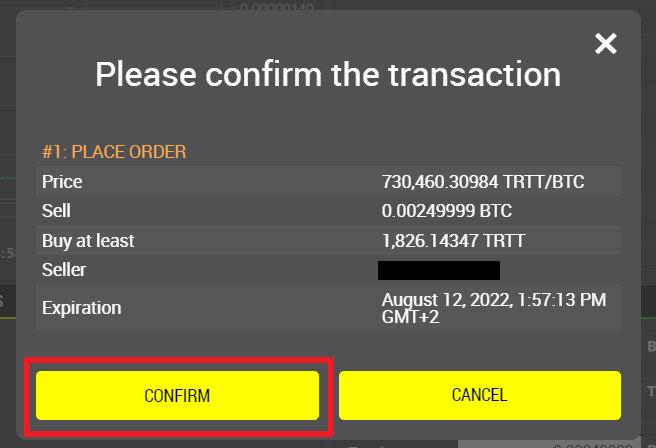 0.00000140
Please confirm the transaction
#1: PLACE ORDER
Price 730,460.30984 TRTT/BTC
Sell 0.00249999 BTC
Buy at least 1,826.14347 TRTT
Seller
Expiration August 12, 2022, 1:57:13 PM
GMT+2
CONFIRM CANCEL